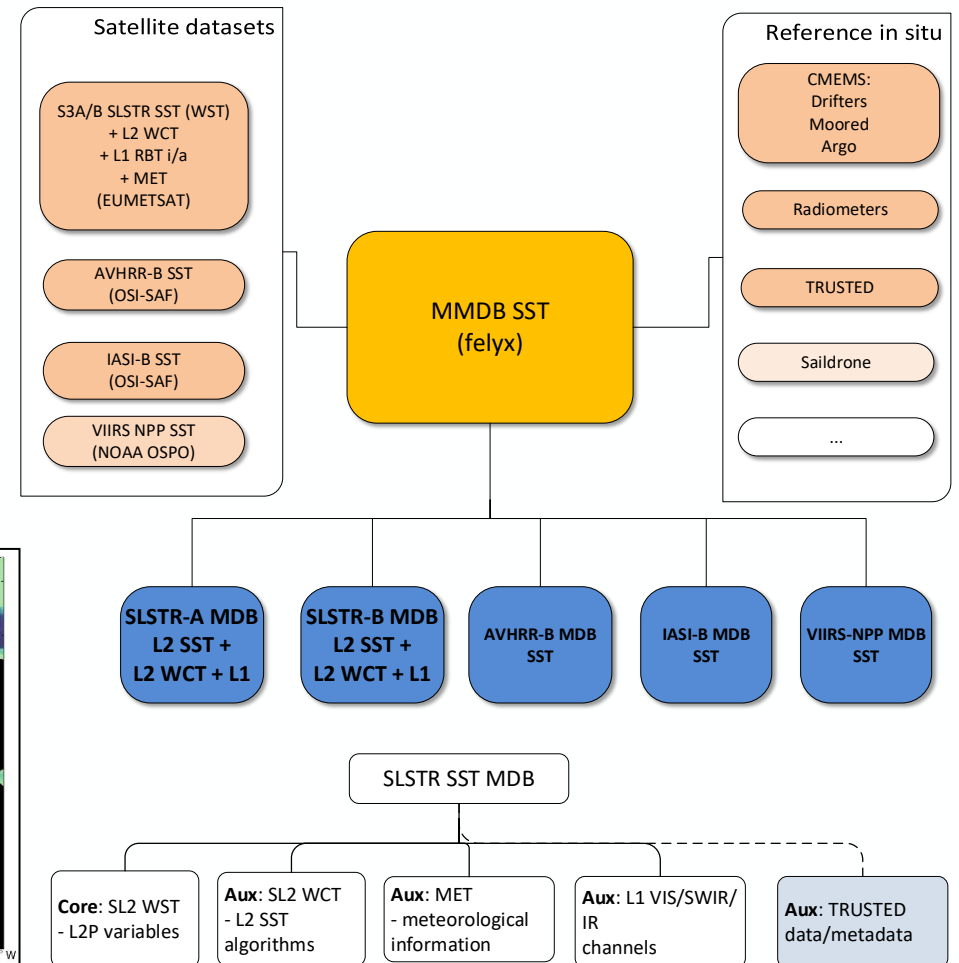 Satellite datasets
S3A/B SLSTR SST (WST)
+ L2 WCT
+ L1 RBT i/a
+ MET
(EUMETSAT)
AVHRR-B SST
(OSI-SAF)
IASI-B SST
(OSI-SAF)
VIIRS NPP SST
(NOAA OSPO)
MMDB SST
(felyx)
Reference in situ
CMEMS:
Drifters
Moored
Argo
Radiometers
TRUSTED
Saildrone
...
SLSTR-A MDB
L2 SST +
L2 WCT + L1
SLSTR-B MDB
L2 SST +
L2 WCT + L1
AVHRR-B MDB
SST
IASI-B MDB
SST
VIIRS-NPP MDB
SST
SLSTR SST MDB
Core: SL2 WST
- L2P variables
Aux: SL2 WCT
- L2 SST
algorithms
Aux: MET
- meteorological
information
Aux: L1 VIS/SWIR/
IR
channels
Aux: TRUSTED
data/metadata
° W